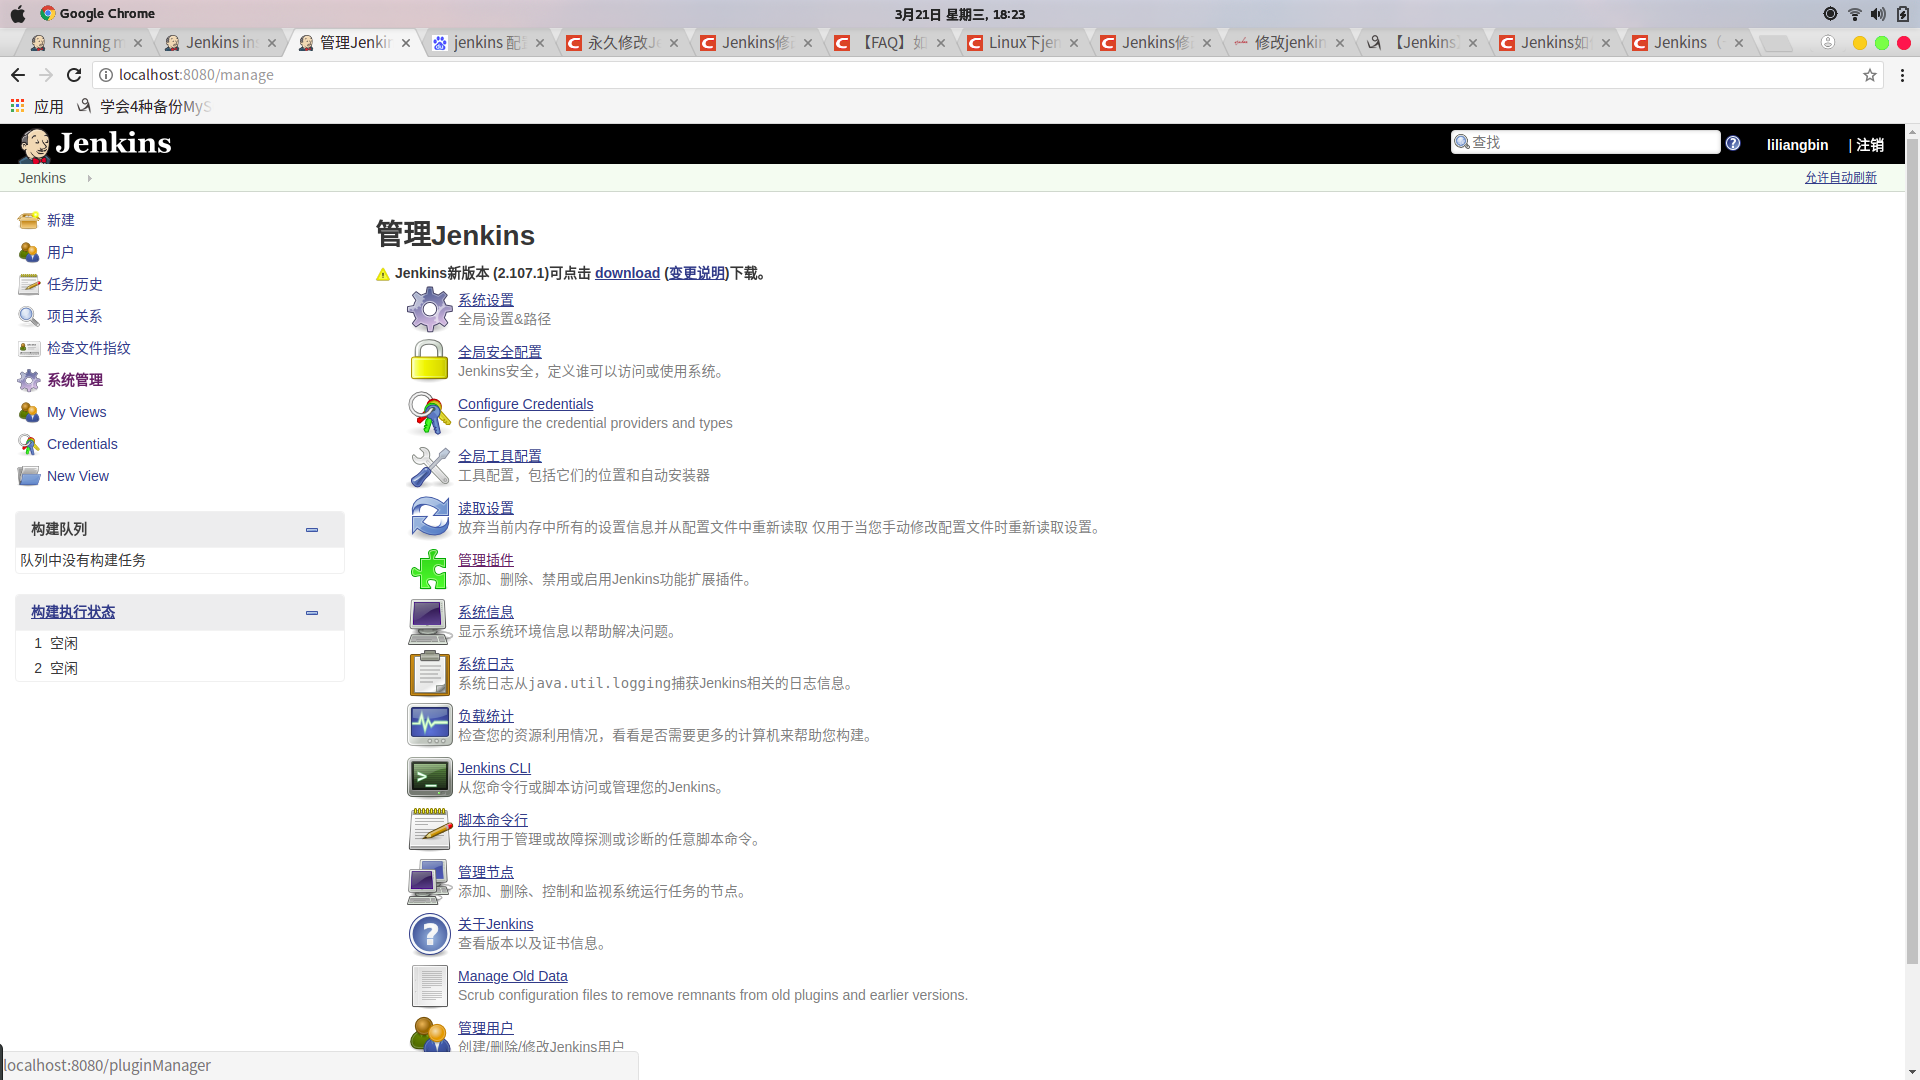 Google Chrome
3月21日 星期三, 18:23
Running m
Jenkins ins
管理Jenkin
jenkins 配置
永久修改Je
Jenkins修
【FAQ】如
Linux下jen
Jenkins修
修改jenkin
【Jenkins】
Jenkins如
Jenkins（
localhost:8080/manage
应用
学会4种备份MyS
Jenkins
查找
liliangbin
| 注销
Jenkins
允许自动刷新
新建
用户
任务历史
项目关系
检查文件指纹
系统管理
My Views
Credentials
New View
构建队列
队列中没有构建任务
构建执行状态
1 空闲
2 空闲
管理Jenkins
Jenkins新版本 (2.107.1)可点击 download (变更说明)下载。
系统设置
全局设置&路径
全局安全配置
Jenkins安全，定义谁可以访问或使用系统。
Configure Credentials
Configure the credential providers and types
全局工具配置
工具配置，包括它们的位置和自动安装器
读取设置
放弃当前内存中所有的设置信息并从配置文件中重新读取 仅用于当您手动修改配置文件时重新读取设置。
管理插件
添加、删除、禁用或启用Jenkins功能扩展插件。
系统信息
显示系统环境信息以帮助解决问题。
系统日志
系统日志从java.util.logging捕获Jenkins相关的日志信息。
负载统计
检查您的资源利用情况，看看是否需要更多的计算机来帮助您构建。
Jenkins CLI
从您命令行或脚本访问或管理您的Jenkins。
脚本命令行
执行用于管理或故障探测或诊断的任意脚本命令。
管理节点
添加、删除、控制和监视系统运行任务的节点。
关于Jenkins
查看版本以及证书信息。
Manage Old Data
Scrub configuration files to remove remnants from old plugins and earlier versions.
管理用户
创建/删除/修改Jenkins用户
localhost:8080/pluginManager